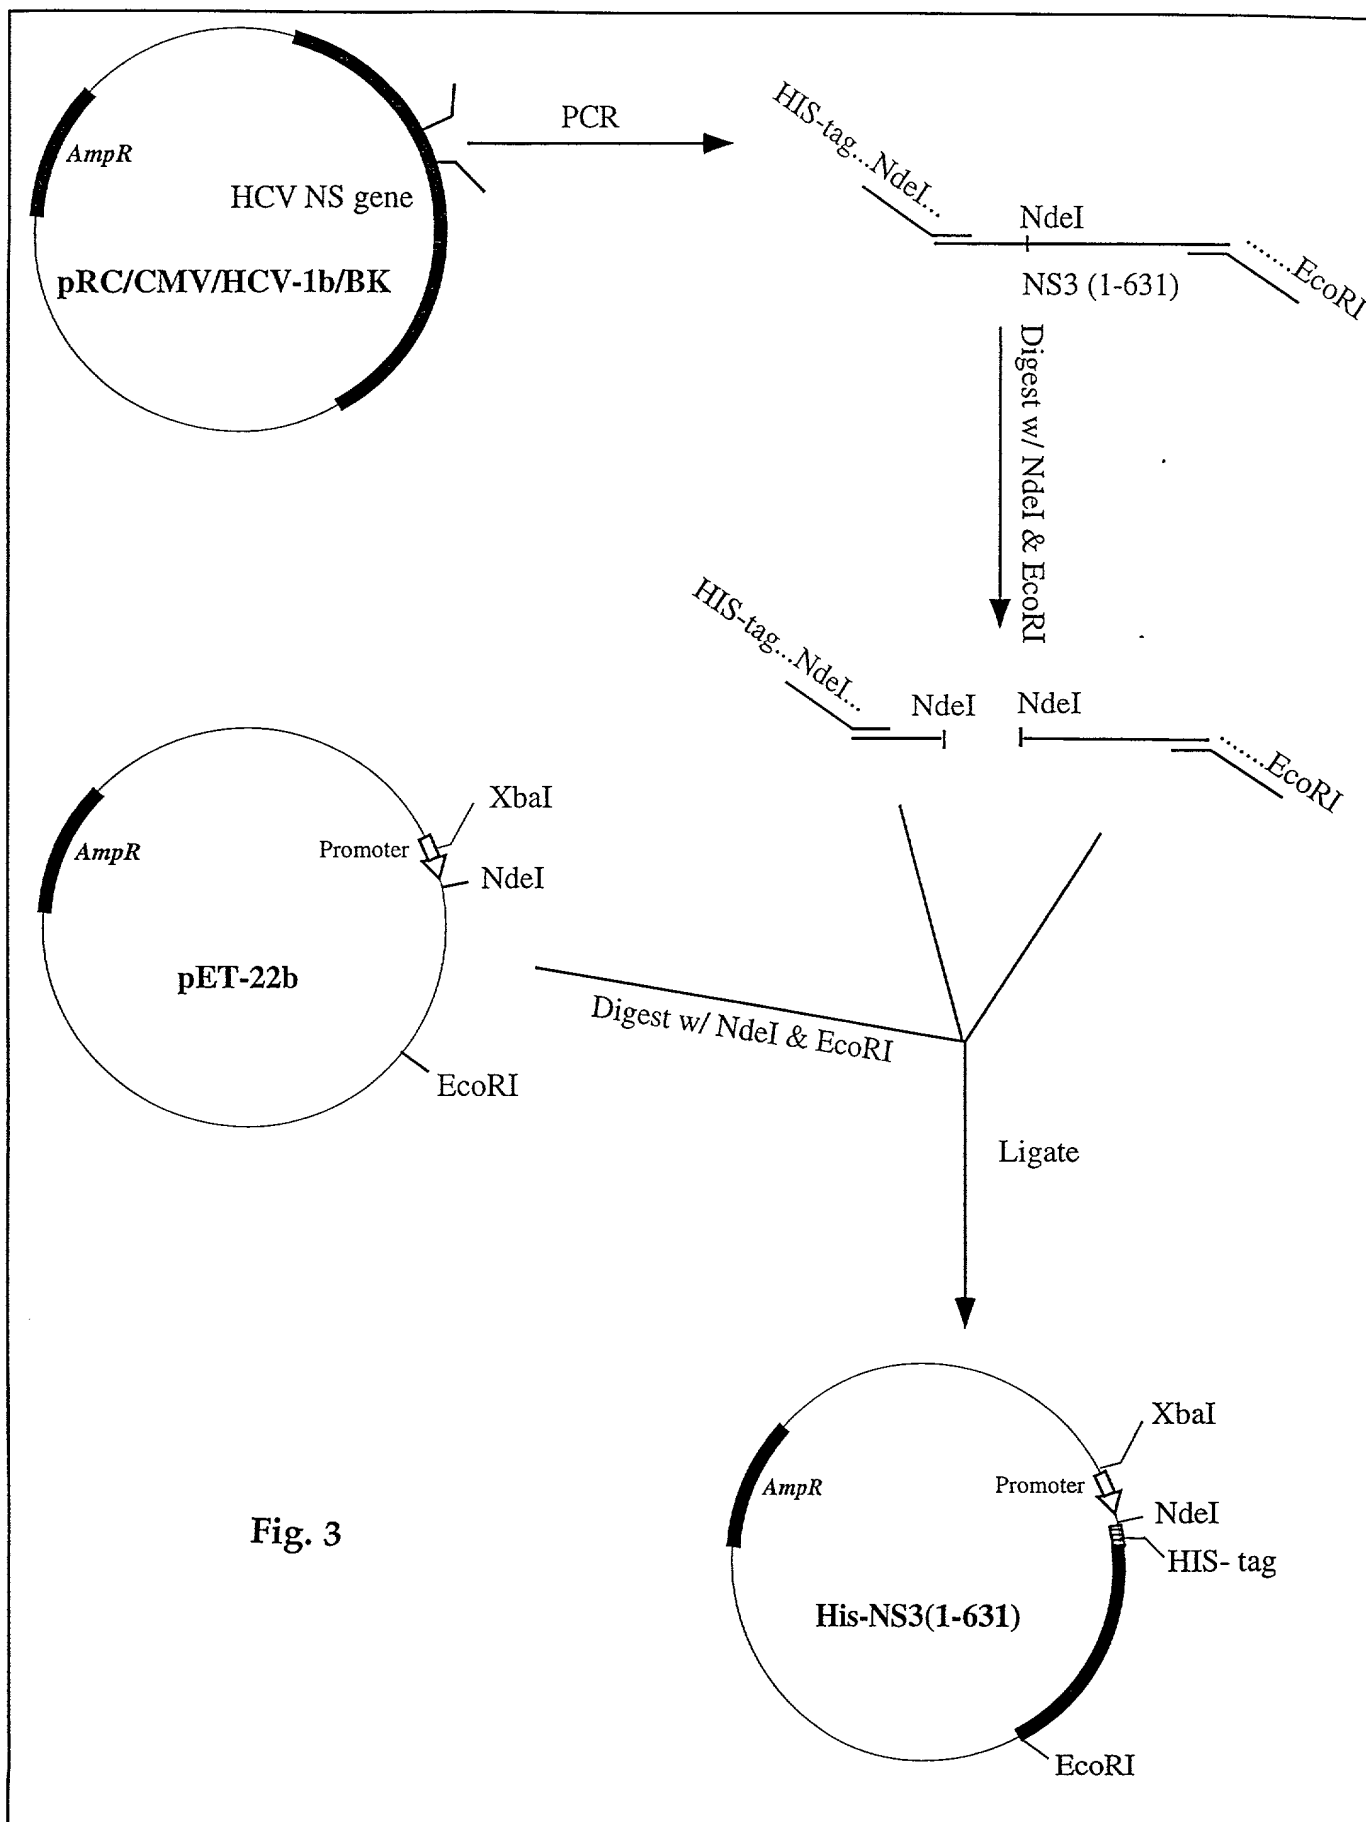 PCR
HIS-tag...NdeI...
AmpR
HCV NS gene
NdeI
pRC/CMV/HCV-1b/BK
.......EcoRI
NS3 (1-631)
Digest w/ NdeI & EcoRI
HIS-tag...NdeI...
NdeI
NdeI
.......EcoRI
XbaI
AmpR
Promoter
NdeI
pET-22b
Digest w/ NdeI & EcoRI
EcoRI
Ligate
XbaI
AmpR
Promoter
NdeI
Fig. 3
HIS- tag
His-NS3(1-631)
EcoRI